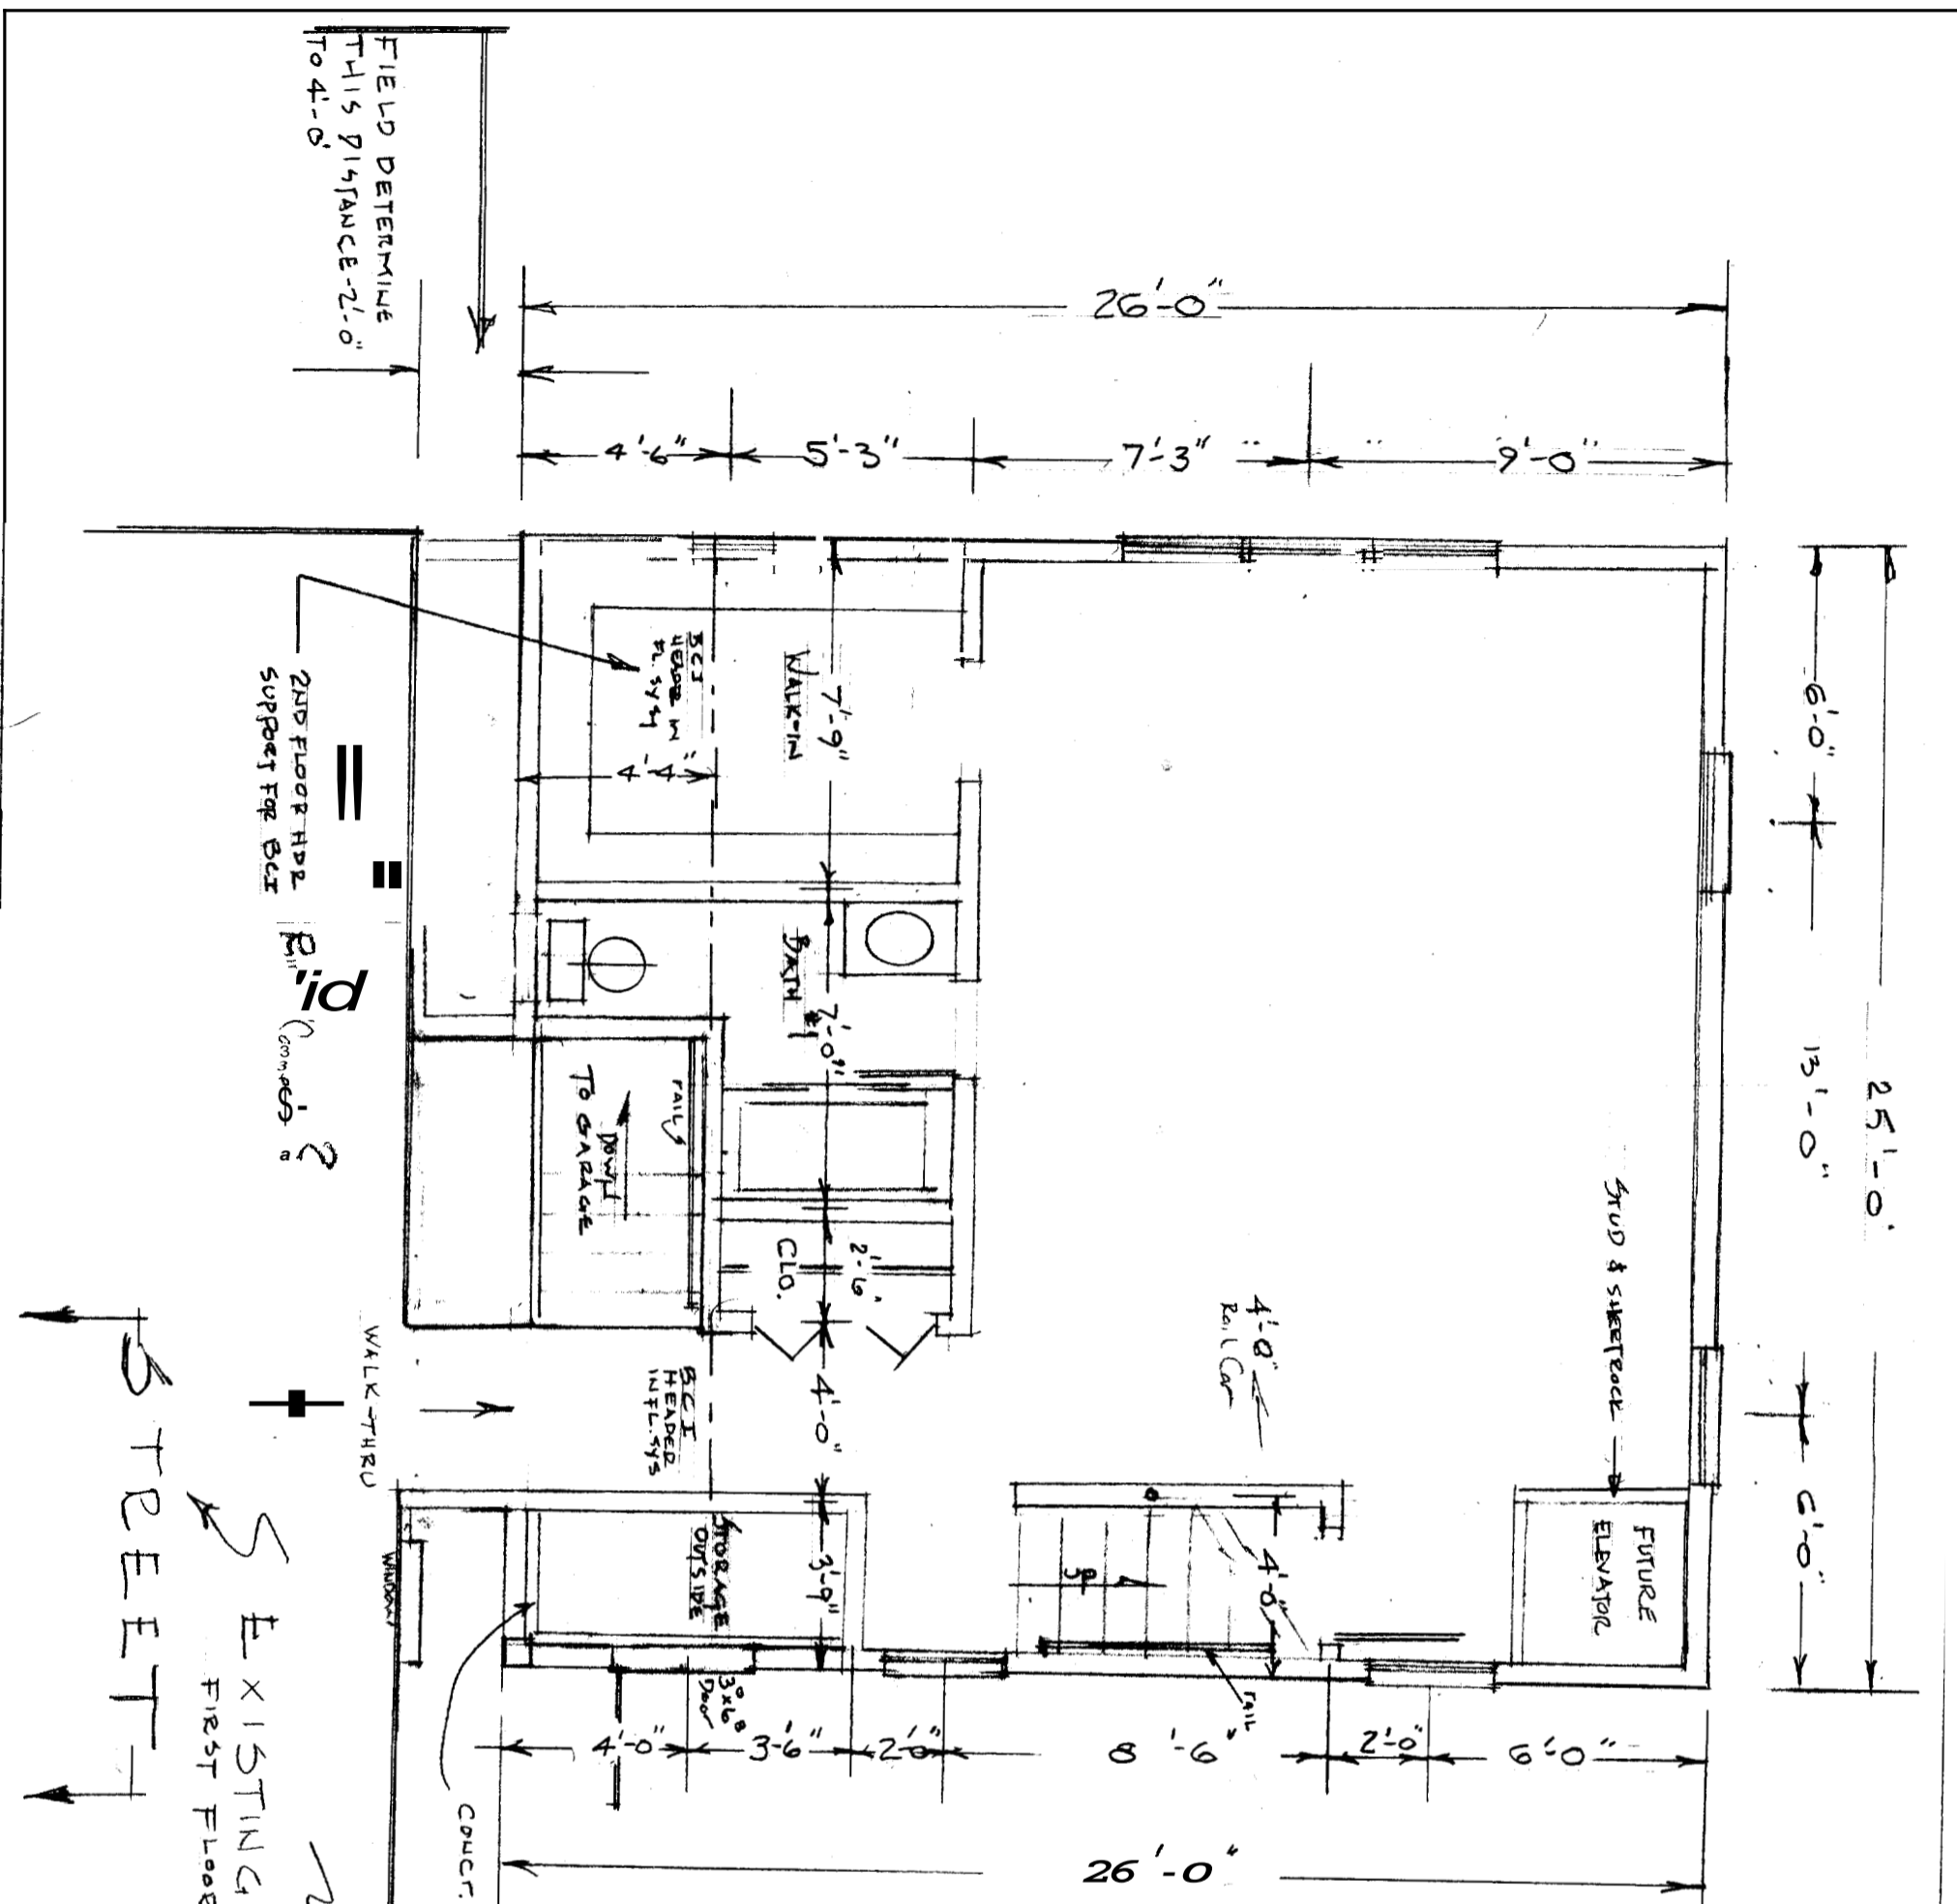 FIELD DETERMINE
THIS DISTANCE-2'-0"
TO 4'-0"
26'-0"
4'-6"
5'-3"
7'-3"
9'-0"
2ND FLOOR HDR
SUPPORT FOR BCI
BCI
HEADER IN
FL. SYS
4'-4"
WALK-IN
7'-9"
6'-0"
13'-0"
25'-0"
BATH #1
7'-0"
'id
?
a
rail
DOWN
TO GARAGE
CLO.
2'-6"
STUD & SHEETROCK
4'-8"
Rail Cap
WALK-THRU
BCI
HEADER
IN FL. SYS
4'-0"
6'-0"
STREET
WINDOW
STORAGE
OUTSIDE
3'-9"
4'-0"
FUTURE
ELEVATOR
3⁰x6⁸
Door
rail
4'-0"
3'-6"
2'-0"
8'-6"
2'-0"
6'-0"
EXISTING
FIRST FLOOR
CONCT.
26'-0"